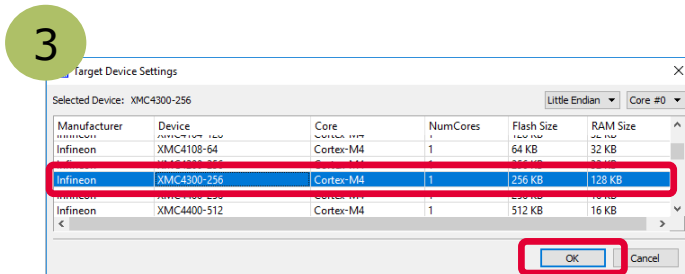 3
Target Device Settings
Selected Device: XMC4300-256 Little Endian Core #0
Manufacturer Device Core NumCores Flash Size RAM Size
Infineon XMC4108-64 Cortex-M4 1 64 KB 32 KB
Infineon XMC4300-256 Cortex-M4 1 256 KB 128 KB
Infineon XMC4400-512 Cortex-M4 1 512 KB 16 KB
OK Cancel